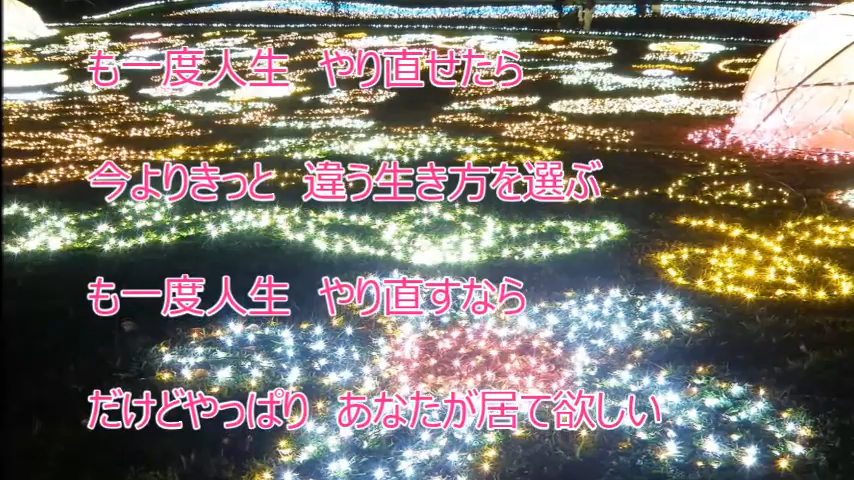 も一度人生　やり直せたら
今よりきっと　違う生き方を選ぶ
も一度人生　やり直すなら
だけどやっぱり　あなたが居て欲しい